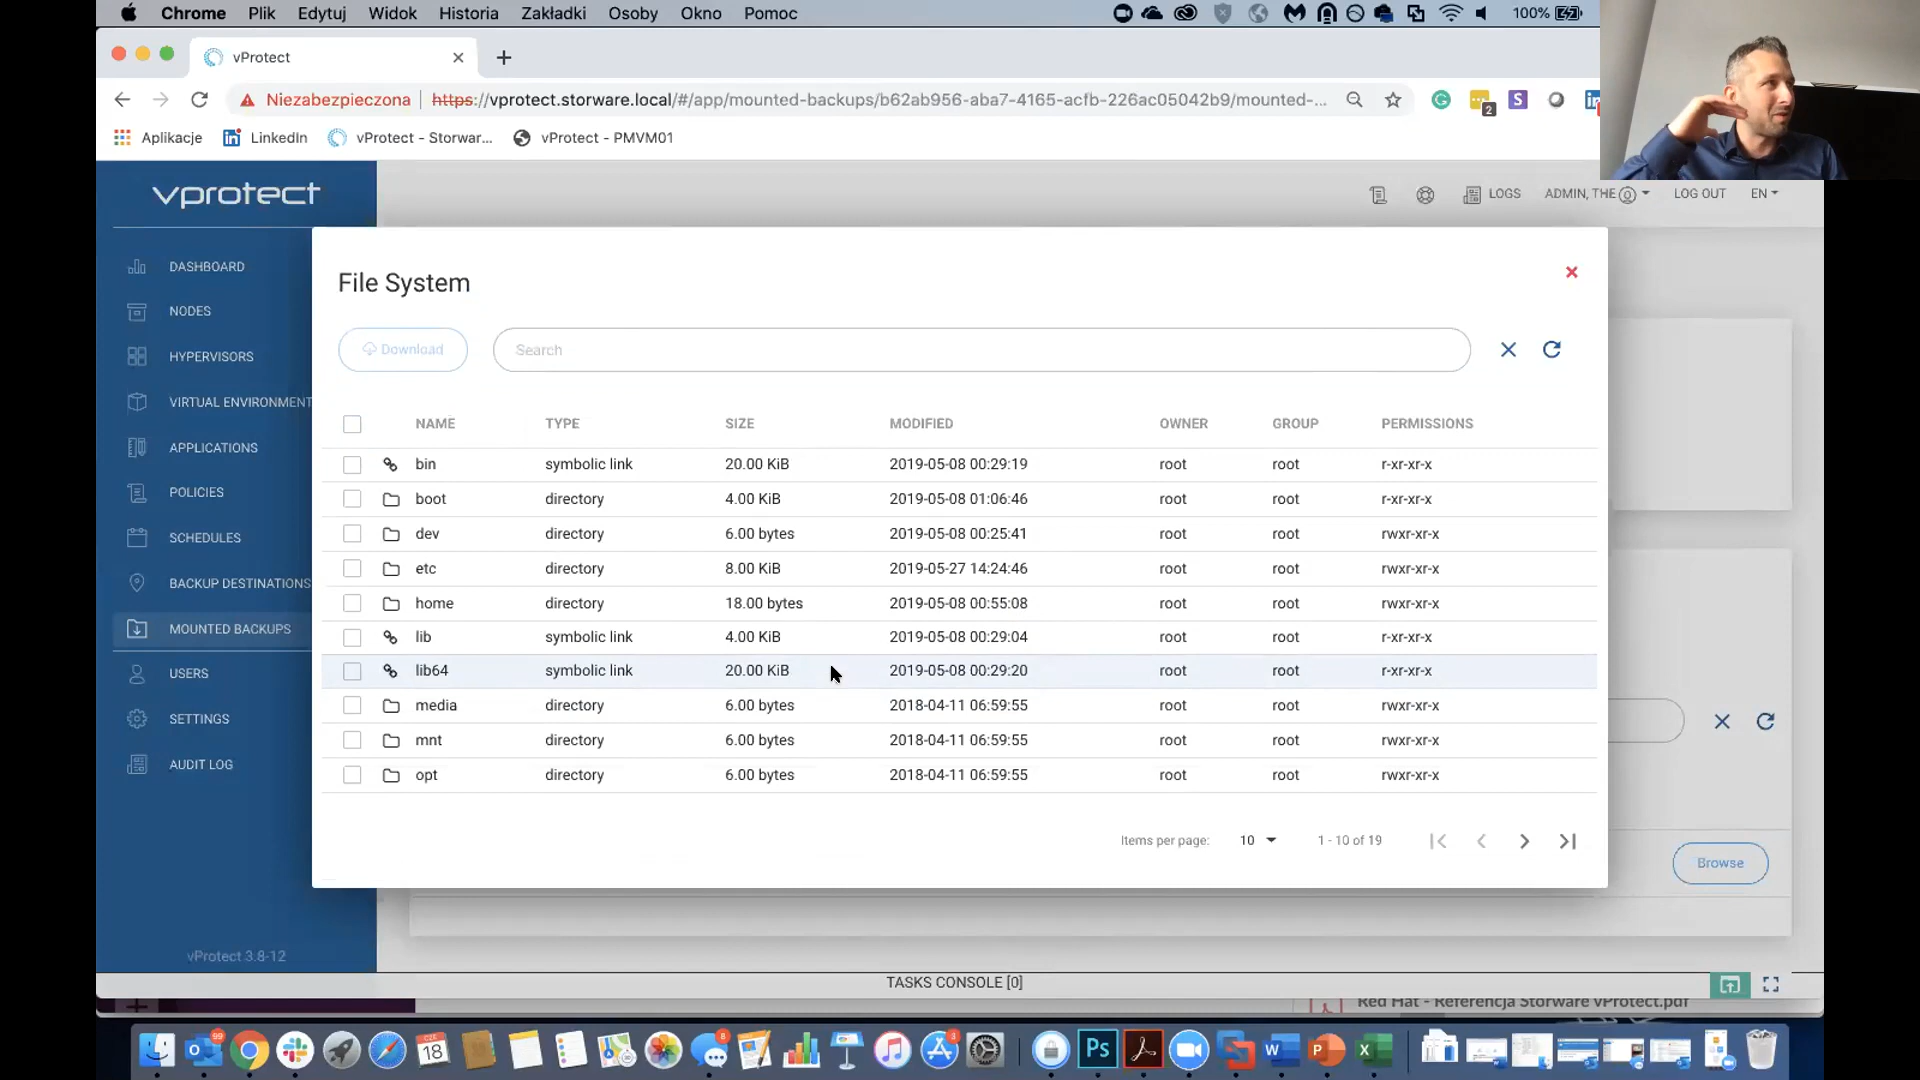 Chrome Plik Edytuj Widok Historia Zakładki Osoby Okno Pomoc 100%
vProtect
Niezabezpieczona https://vprotect.storware.local/#/app/mounted-backups/b62ab956-aba7-4165-acfb-226ac05042b9/mounted-...
2
Aplikacje LinkedIn vProtect - Storwar... vProtect - PMVM01
vprotect
LOGS ADMIN, THE LOG OUT EN
DASHBOARD
NODES
HYPERVISORS
VIRTUAL ENVIRONMENT
APPLICATIONS
POLICIES
SCHEDULES
BACKUP DESTINATIONS
MOUNTED BACKUPS
USERS
SETTINGS
AUDIT LOG
vProtect 3.8-12
File System
Download Search
NAME TYPE SIZE MODIFIED OWNER GROUP PERMISSIONS
bin symbolic link 20.00 KiB 2019-05-08 00:29:19 root root r-xr-xr-x
boot directory 4.00 KiB 2019-05-08 01:06:46 root root r-xr-xr-x
dev directory 6.00 bytes 2019-05-08 00:25:41 root root rwxr-xr-x
etc directory 8.00 KiB 2019-05-27 14:24:46 root root rwxr-xr-x
home directory 18.00 bytes 2019-05-08 00:55:08 root root rwxr-xr-x
lib symbolic link 4.00 KiB 2019-05-08 00:29:04 root root r-xr-xr-x
lib64 symbolic link 20.00 KiB 2019-05-08 00:29:20 root root r-xr-xr-x
media directory 6.00 bytes 2018-04-11 06:59:55 root root rwxr-xr-x
mnt directory 6.00 bytes 2018-04-11 06:59:55 root root rwxr-xr-x
opt directory 6.00 bytes 2018-04-11 06:59:55 root root rwxr-xr-x
Items per page: 10 1 - 10 of 19
Browse
TASKS CONSOLE [0]
Red Hat - Referencja Storware vProtect.pdf
99
CZE
18
8
3
Ps
W
P
X